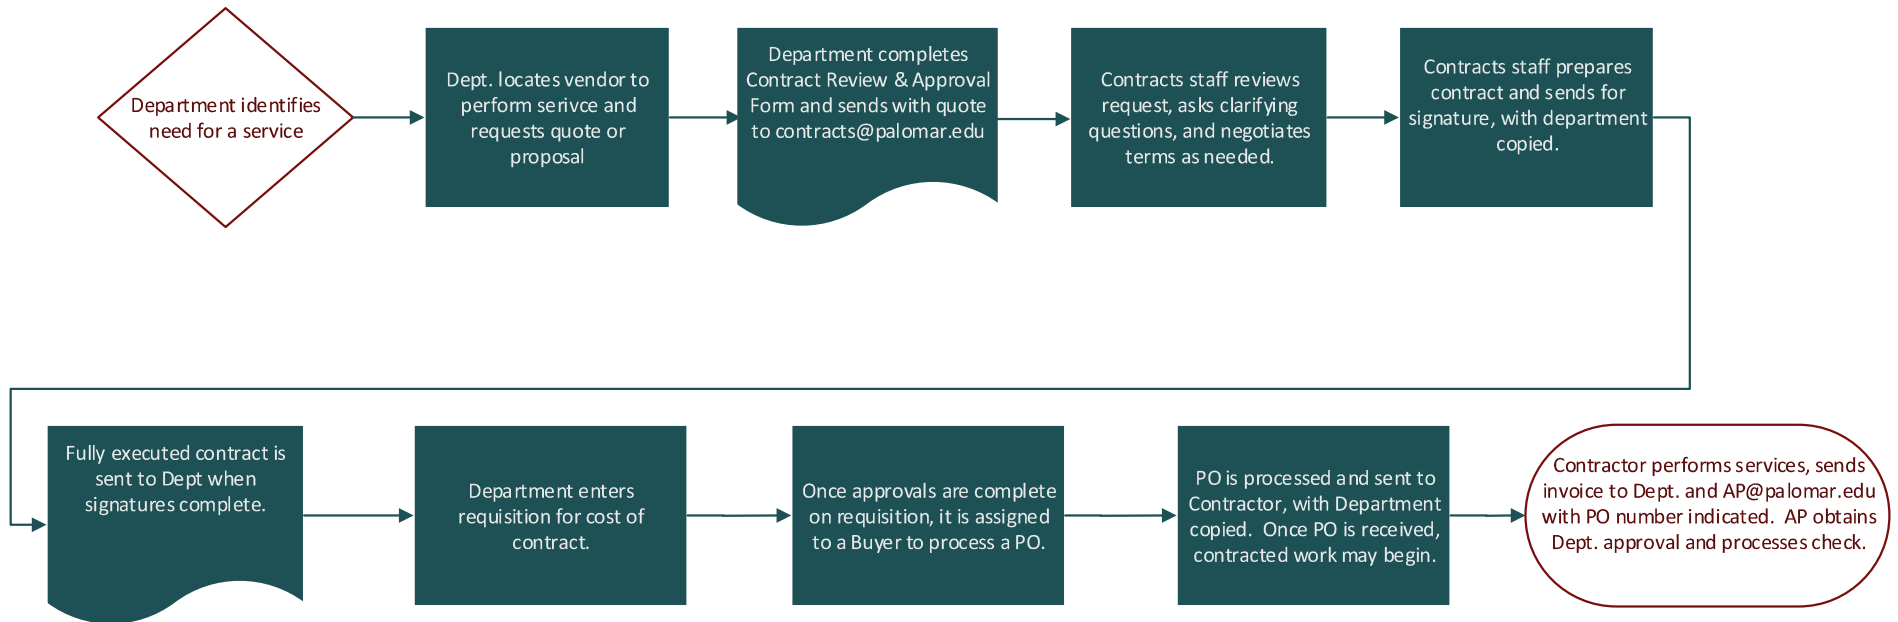 Department identifies
need for a service
Dept. locates vendor to
perform serivce and
requests quote or
proposal
Department completes
Contract Review & Approval
Form and sends with quote
to contracts@palomar.edu
Contracts staff reviews
request, asks clarifying
questions, and negotiates
terms as needed.
Contracts staff prepares
contract and sends for
signature, with department
copied.
Fully executed contract is
sent to Dept when
signatures complete.
Department enters
requisition for cost of
contract.
Once approvals are complete
on requisition, it is assigned
to a Buyer to process a PO.
PO is processed and sent to
Contractor, with Department
copied.  Once PO is received,
contracted work may begin.
Contractor performs services, sends
invoice to Dept. and AP@palomar.edu
with PO number indicated.  AP obtains
Dept. approval and processes check.